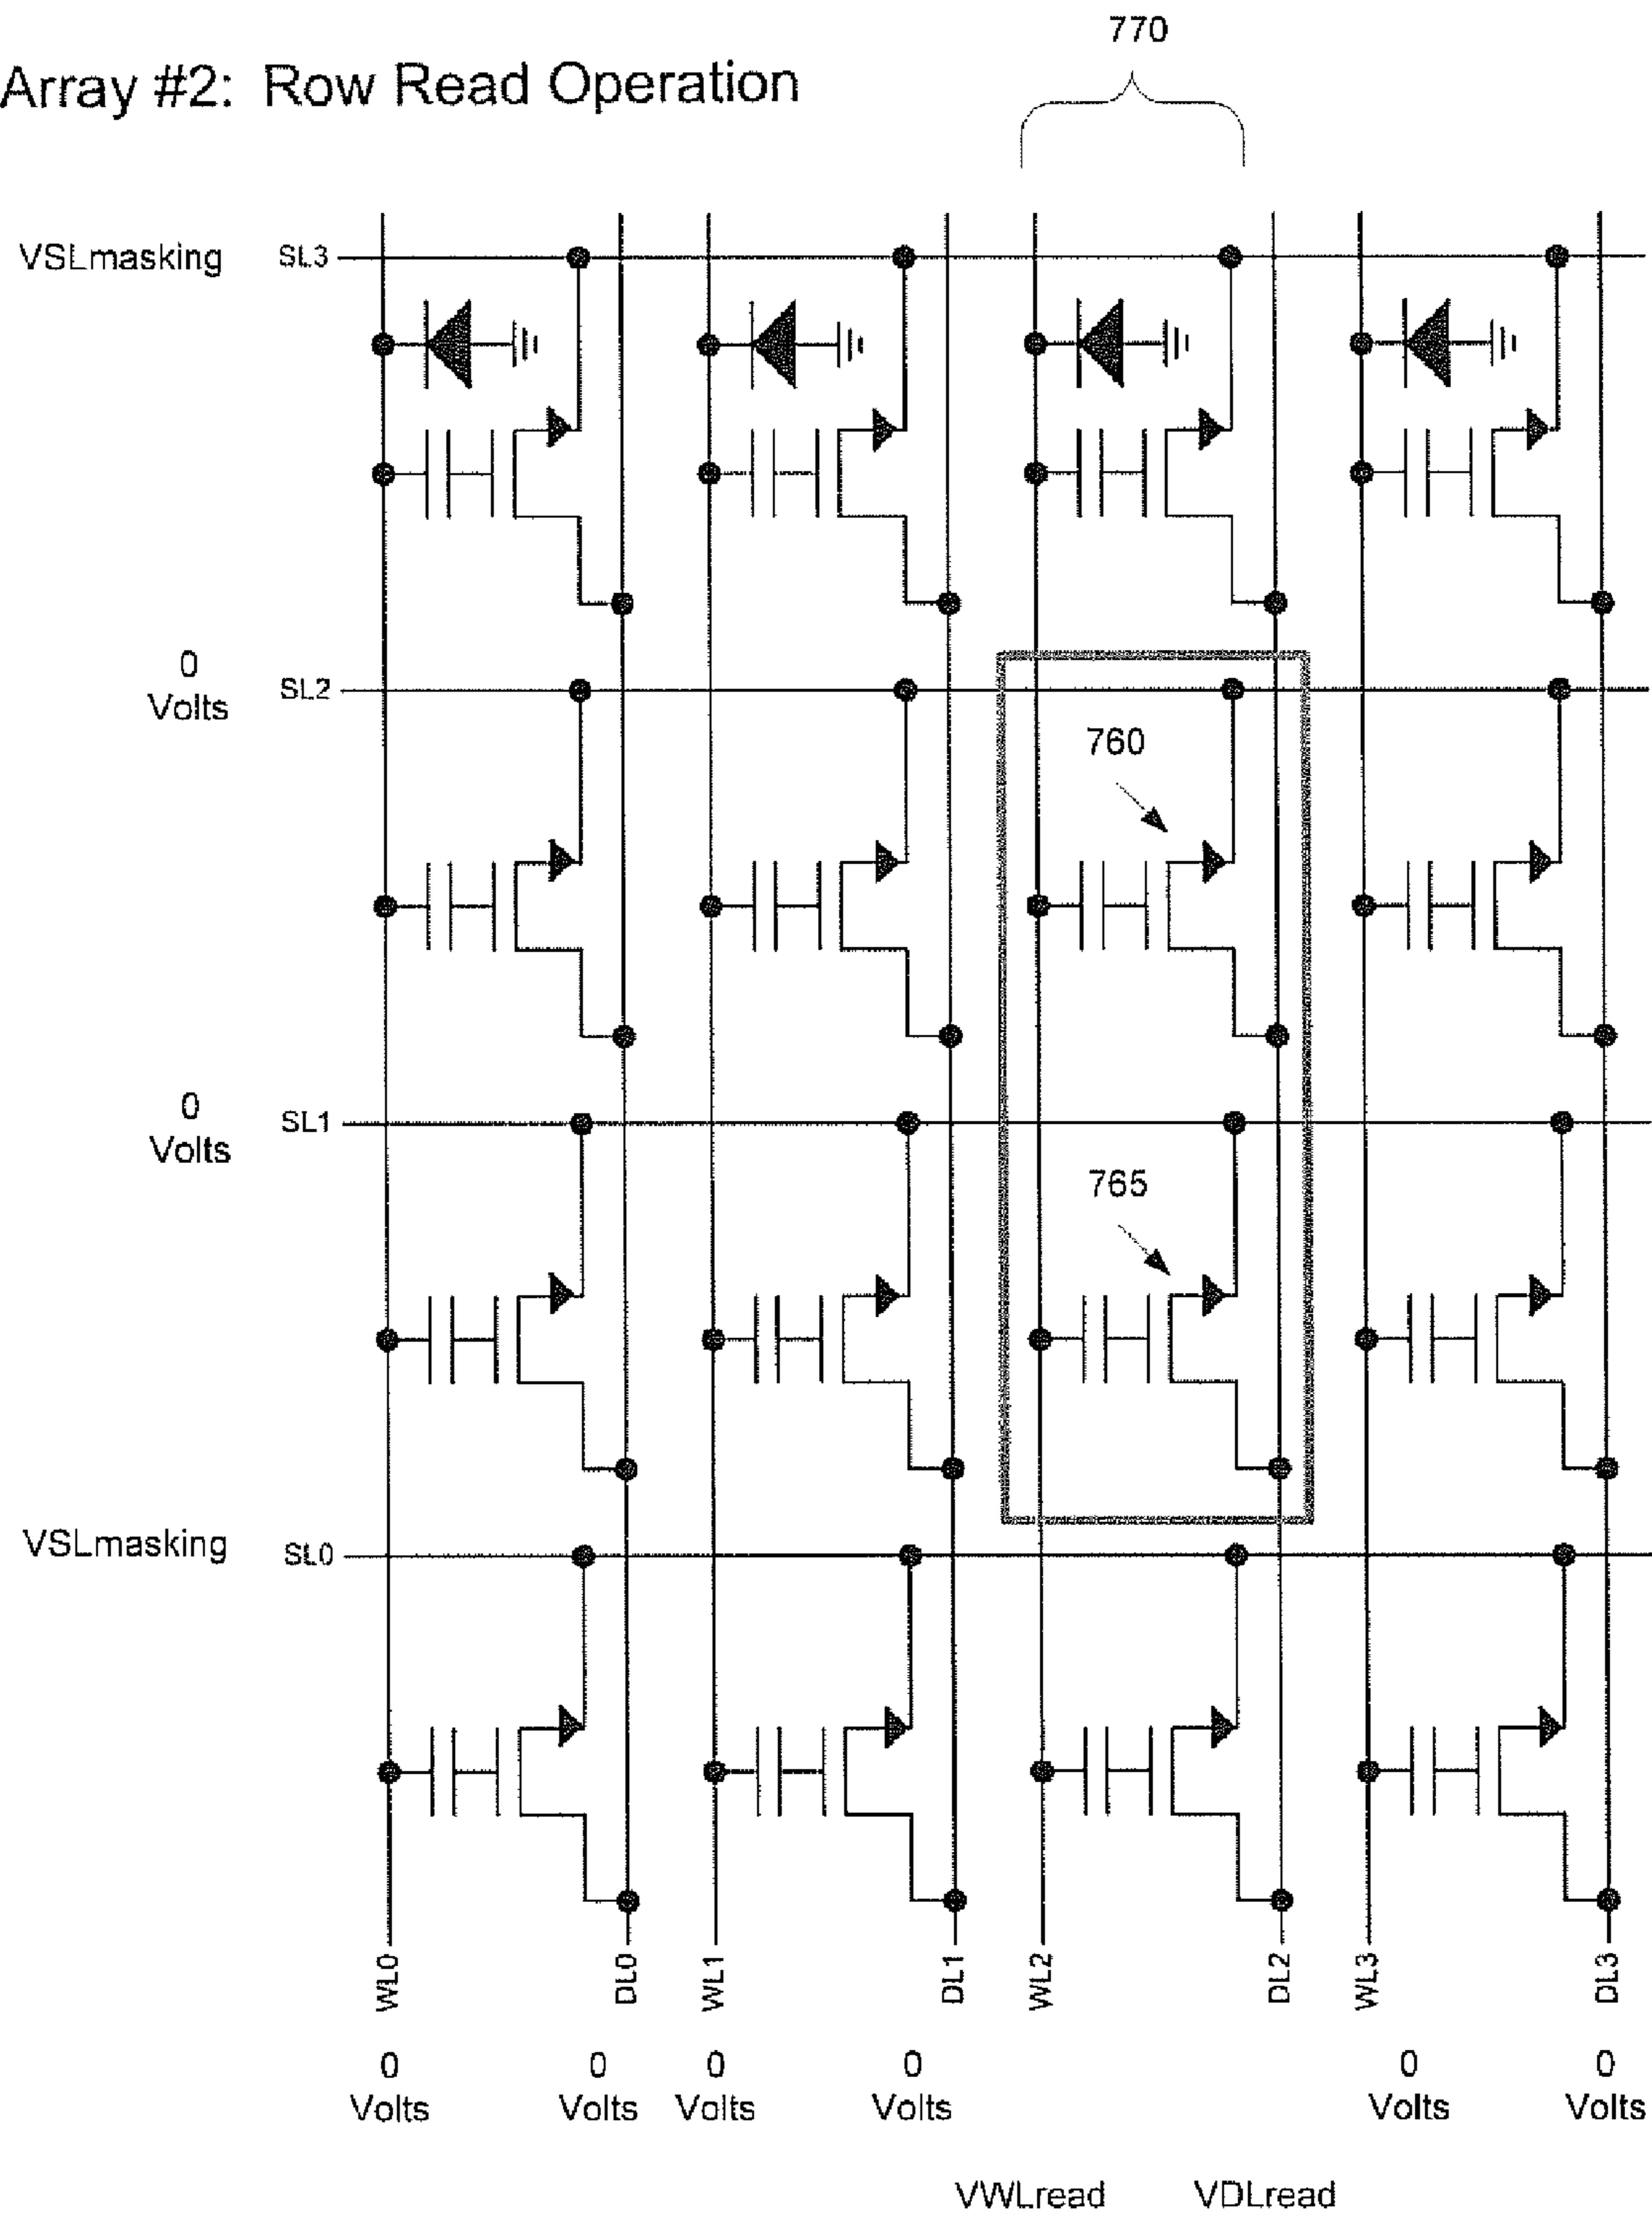 770
Array #2: Row Read Operation
VSLmasking SL3
0
Volts
SL2
760
0
Volts
SL1
765
VSLmasking SL0
WL0 DL0 WL1 DL1 WL2 DL2 WL3 DL3
0 0 0 0 0 0
Volts Volts Volts Volts Volts Volts
VWLread VDLread